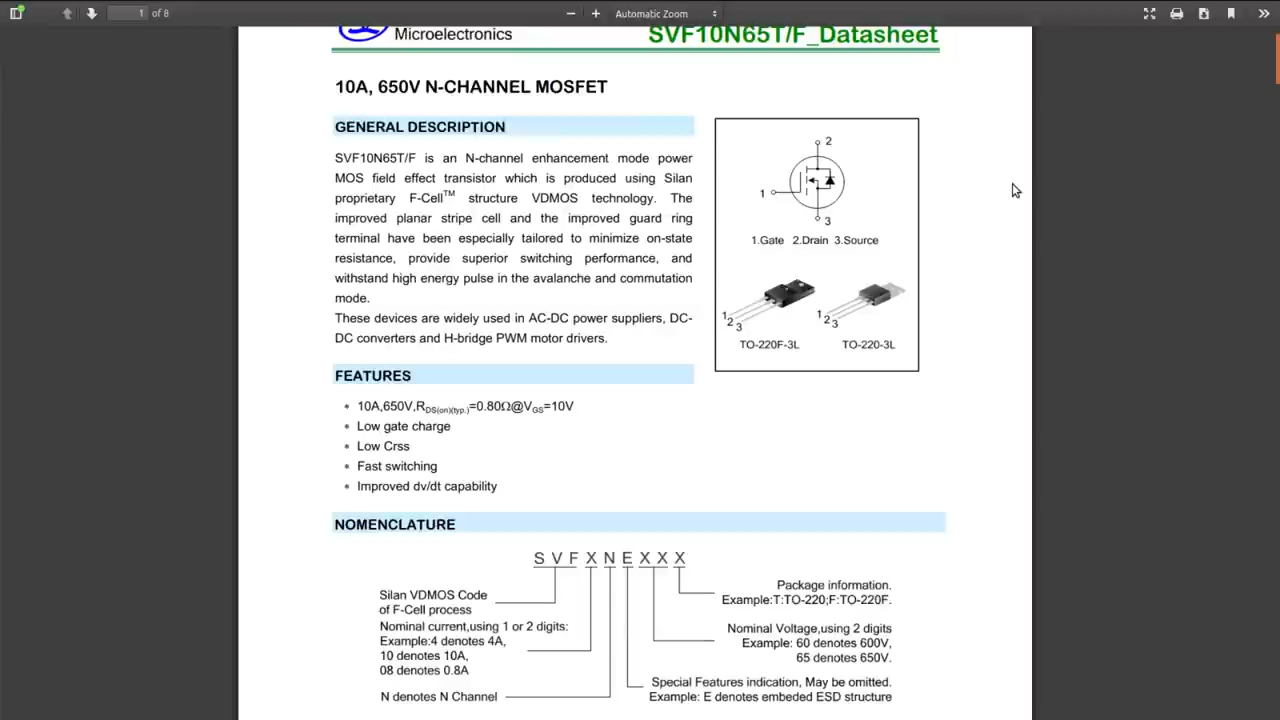 1 of 8
Automatic Zoom
Microelectronics
SVF10N65T/F_Datasheet
10A, 650V N-CHANNEL MOSFET
GENERAL DESCRIPTION
SVF10N65T/F is an N-channel enhancement mode power
MOS field effect transistor which is produced using Silan
proprietary F-Cell™ structure VDMOS technology. The
improved planar stripe cell and the improved guard ring
terminal have been especially tailored to minimize on-state
resistance, provide superior switching performance, and
withstand high energy pulse in the avalanche and commutation
mode.
These devices are widely used in AC-DC power suppliers, DC-
DC converters and H-bridge PWM motor drivers.
2
1
3
1.Gate 2.Drain 3.Source
1 2 3
1 2 3
TO-220F-3L
TO-220-3L
FEATURES
10A,650V,RDS(on)(typ.)=0.80Ω@VGS=10V
Low gate charge
Low Crss
Fast switching
Improved dv/dt capability
NOMENCLATURE
S V F X N E X X X
Silan VDMOS Code
of F-Cell process
Nominal current,using 1 or 2 digits:
Example:4 denotes 4A,
10 denotes 10A,
08 denotes 0.8A
N denotes N Channel
Package information.
Example:T:TO-220;F:TO-220F.
Nominal Voltage,using 2 digits
Example: 60 denotes 600V,
65 denotes 650V.
Special Features indication, May be omitted.
Example: E denotes embeded ESD structure